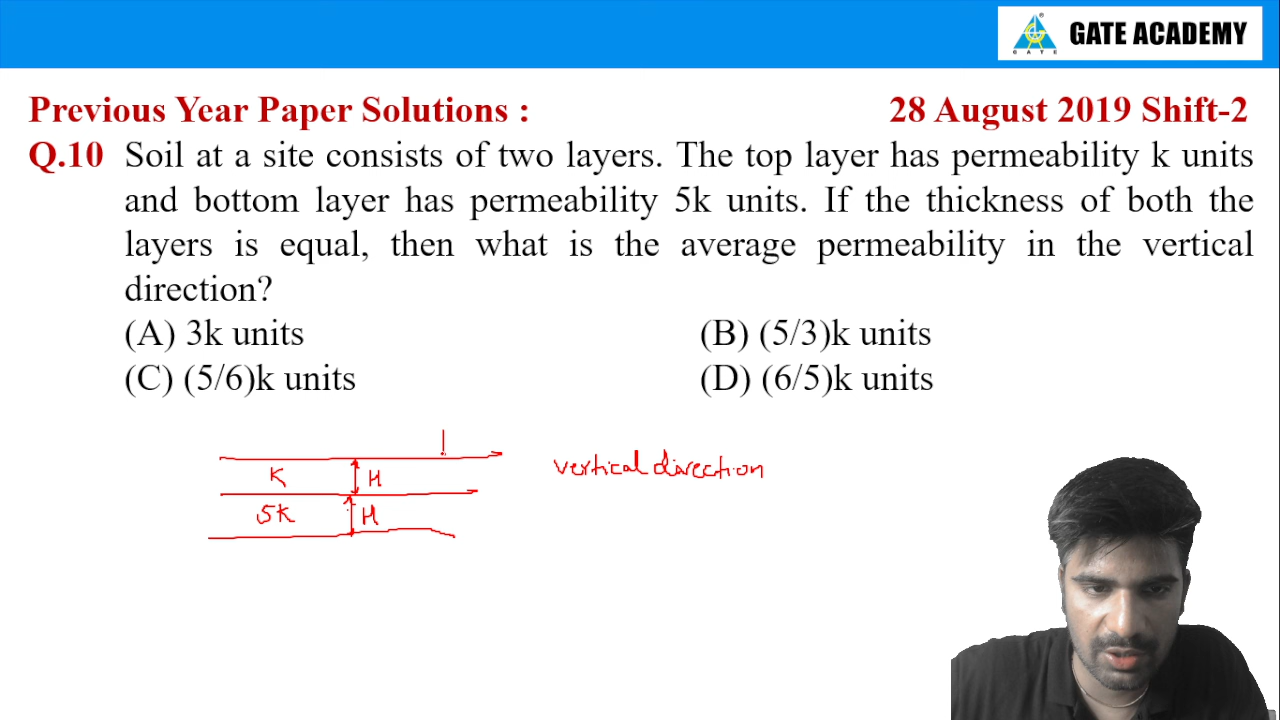 GATE ACADEMY
GATE
Previous Year Paper Solutions : 28 August 2019 Shift-2
Q.10 Soil at a site consists of two layers. The top layer has permeability k units
and bottom layer has permeability 5k units. If the thickness of both the
layers is equal, then what is the average permeability in the vertical
direction?
(A) 3k units (B) (5/3)k units
(C) (5/6)k units (D) (6/5)k units
K H vertical direction
5K H